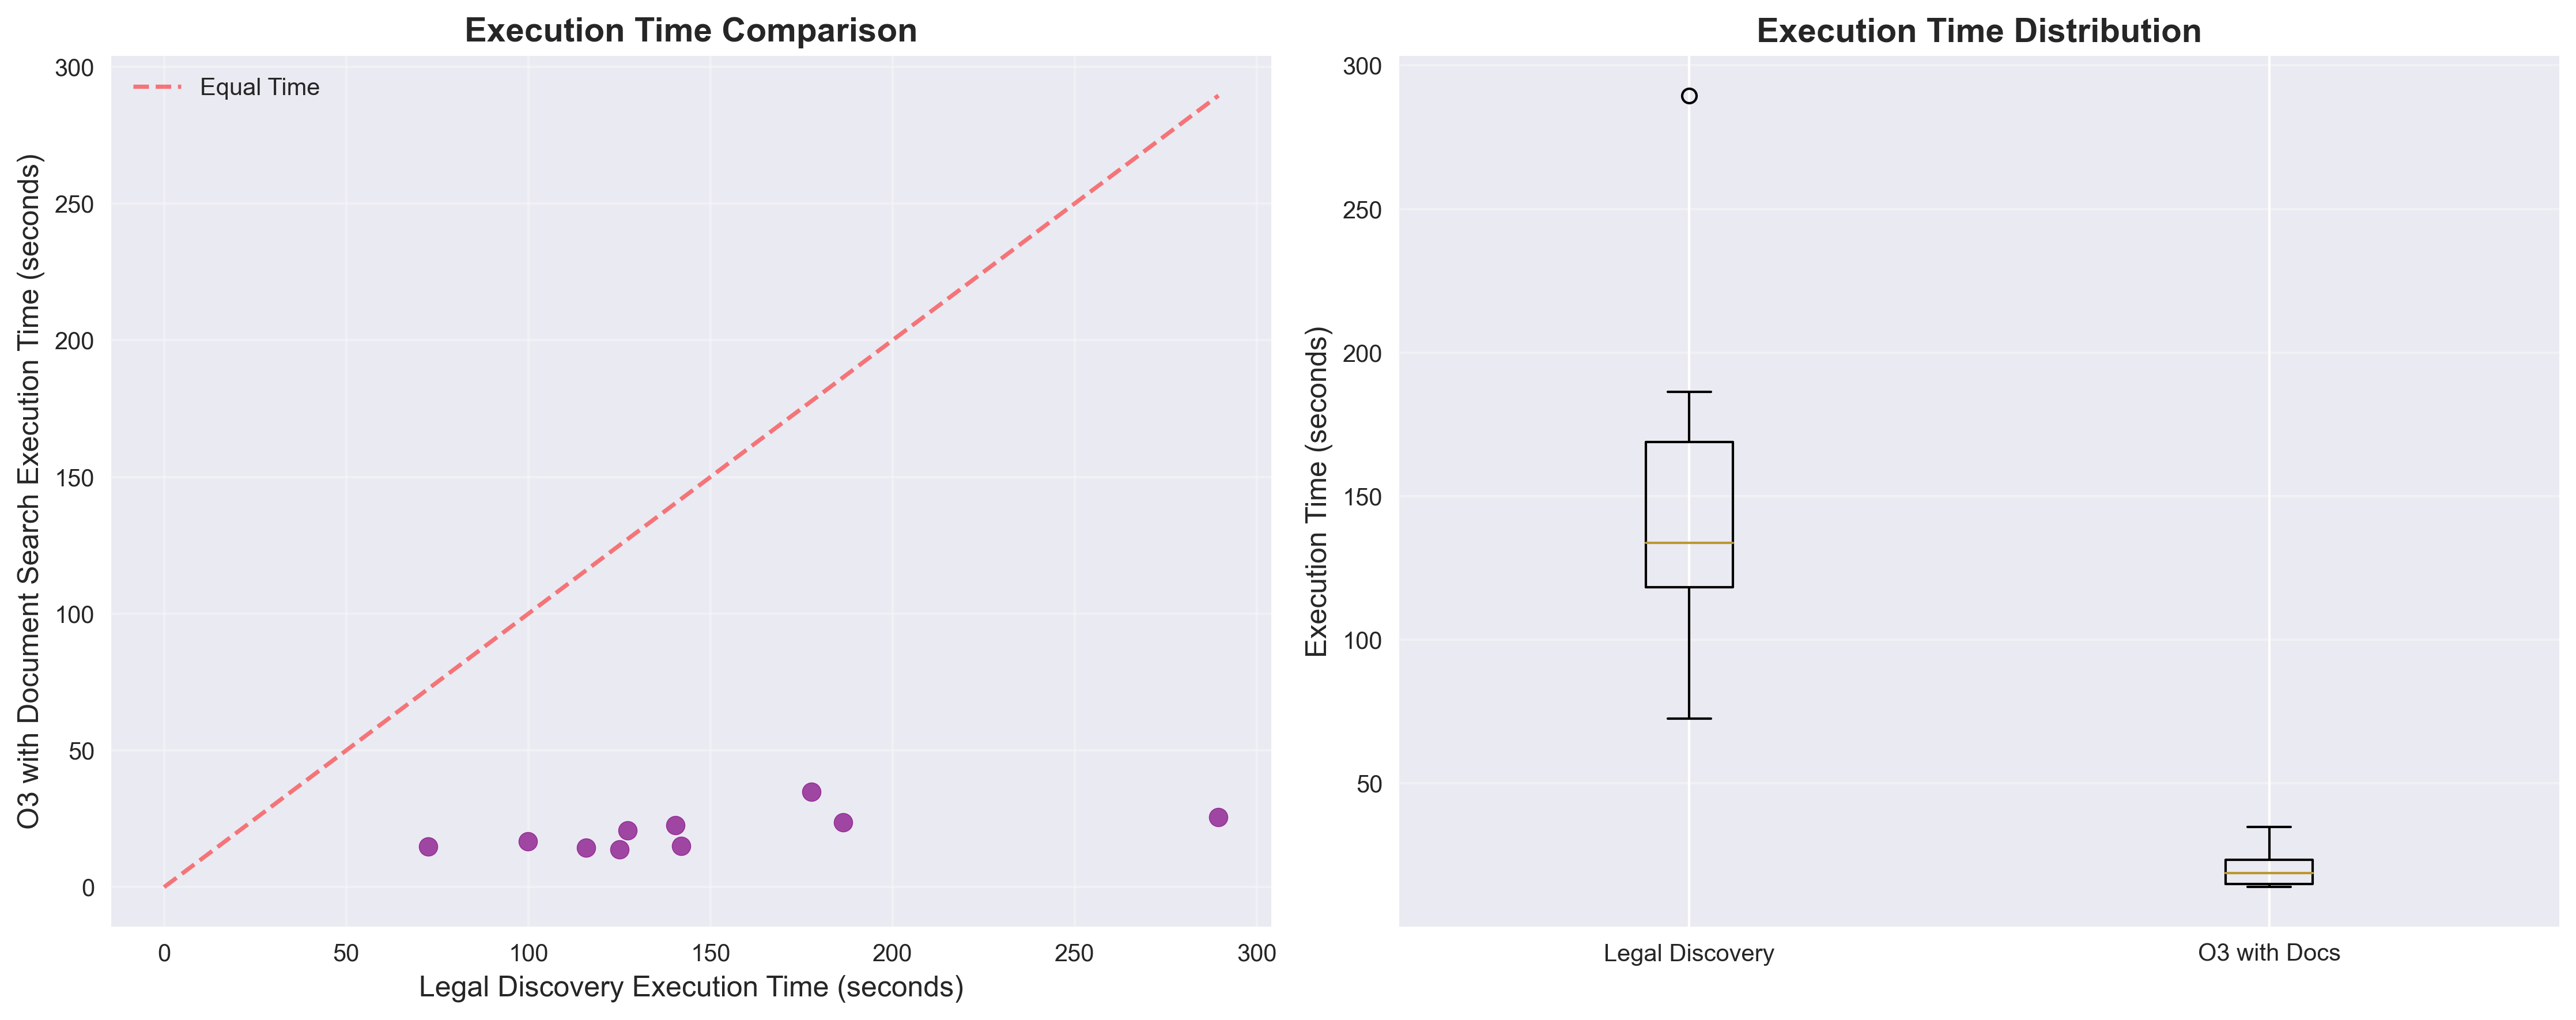 Execution Time Comparison
Equal Time
O3 with Document Search Execution Time (seconds)
300
250
200
150
100
50
0
0 50 100 150 200 250 300
Legal Discovery Execution Time (seconds)
Execution Time Distribution
Execution Time (seconds)
300
250
200
150
100
50
Legal Discovery O3 with Docs